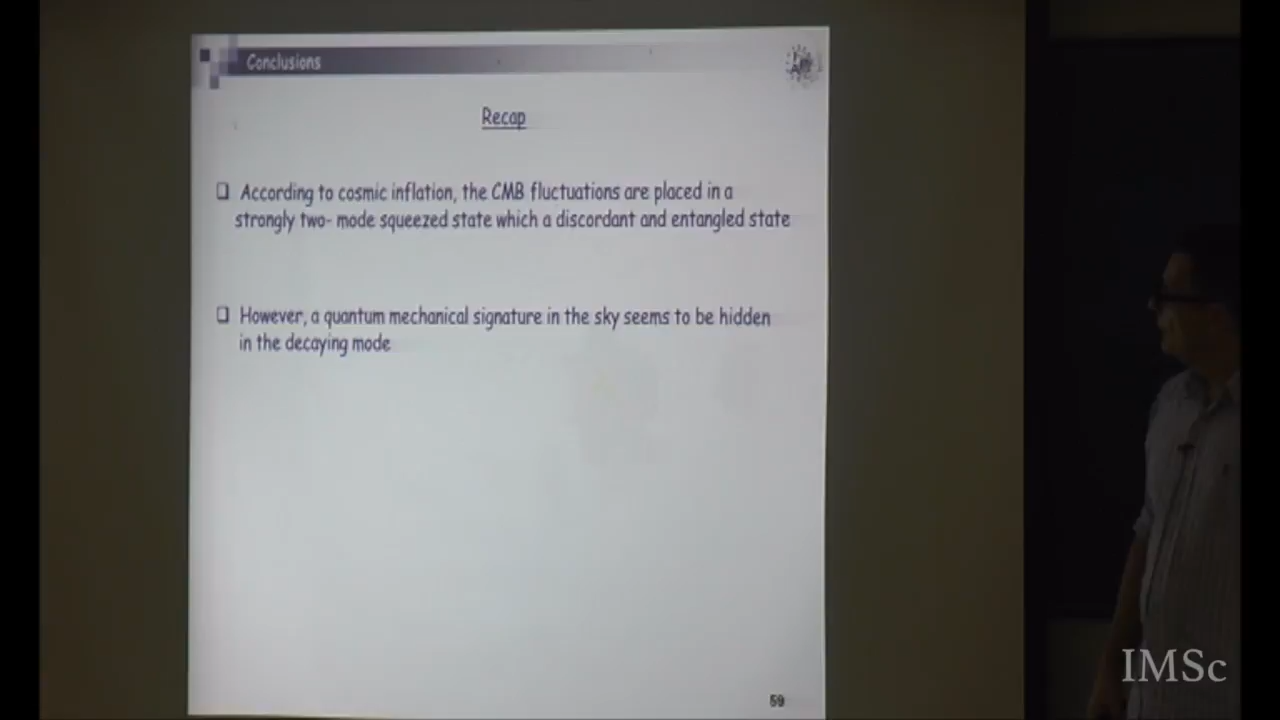 Conclusions
Recap
According to cosmic inflation, the CMB fluctuations are placed in a
strongly two- mode squeezed state which a discordant and entangled state
However, a quantum mechanical signature in the sky seems to be hidden
in the decaying mode
59
IMSc